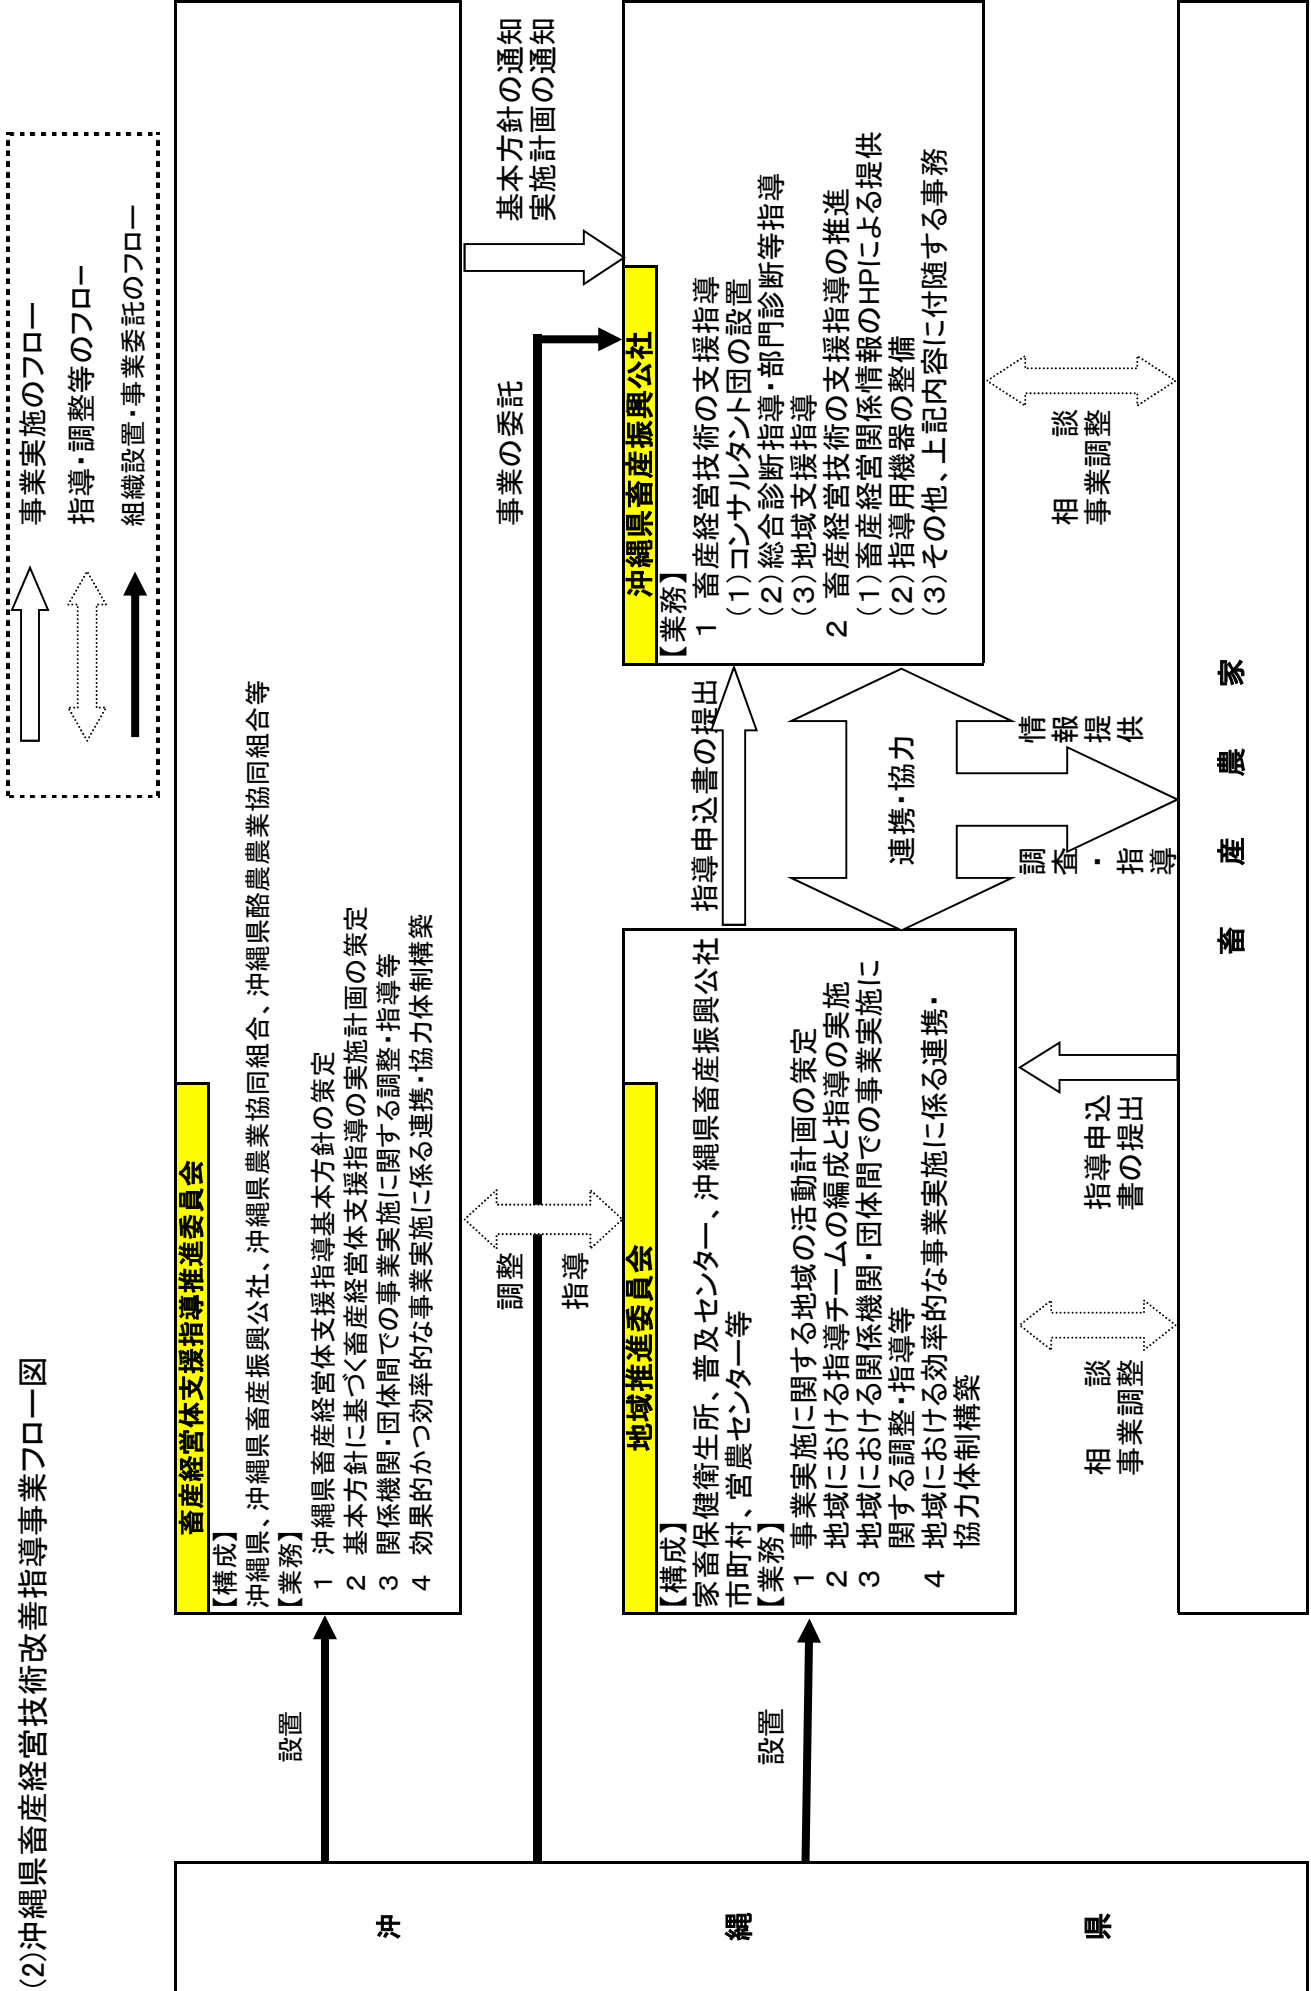 (2)沖縄県畜産経営技術改善指導事業フロー図
事業実施のフロー
指導・調整等のフロー
組織設置・事業委託のフロー
沖縄県
設置
設置
畜産経営体支援指導推進委員会
【構成】
沖縄県、沖縄県畜産振興公社、沖縄県農業協同組合、沖縄県酪農農業協同組合等
【業務】
1 沖縄県畜産経営体支援指導基本方針の策定
2 基本方針に基づく畜産経営体支援指導の実施計画の策定
3 関係機関・団体間での事業実施に関する調整・指導等
4 効果的かつ効率的な事業実施に係る連携・協力体制構築
調整
指導
事業の委託
基本方針の通知
実施計画の通知
地域推進委員会
【構成】
家畜保健衛生所、普及センター、沖縄県畜産振興公社
市町村、営農センター等
【業務】
1 事業実施に関する地域の活動計画の策定
2 地域における指導チームの編成と指導の実施
3 地域における関係機関・団体間での事業実施に
関する調整・指導等
4 地域における効率的な事業実施に係る連携・
協力体制構築
指導申込書の提出
連携・協力
沖縄県畜産振興公社
【業務】
1 畜産経営技術の支援指導
(1)コンサルタント団の設置
(2)総合診断指導・部門診断等指導
(3)地域支援指導
2 畜産経営技術の支援指導の推進
(1)畜産経営関係情報のHPによる提供
(2)指導用機器の整備
(3)その他、上記内容に付随する事務
相 談
事業調整
指導申込
書の提出
調査・指導
情報提供
相 談
事業調整
畜産農家